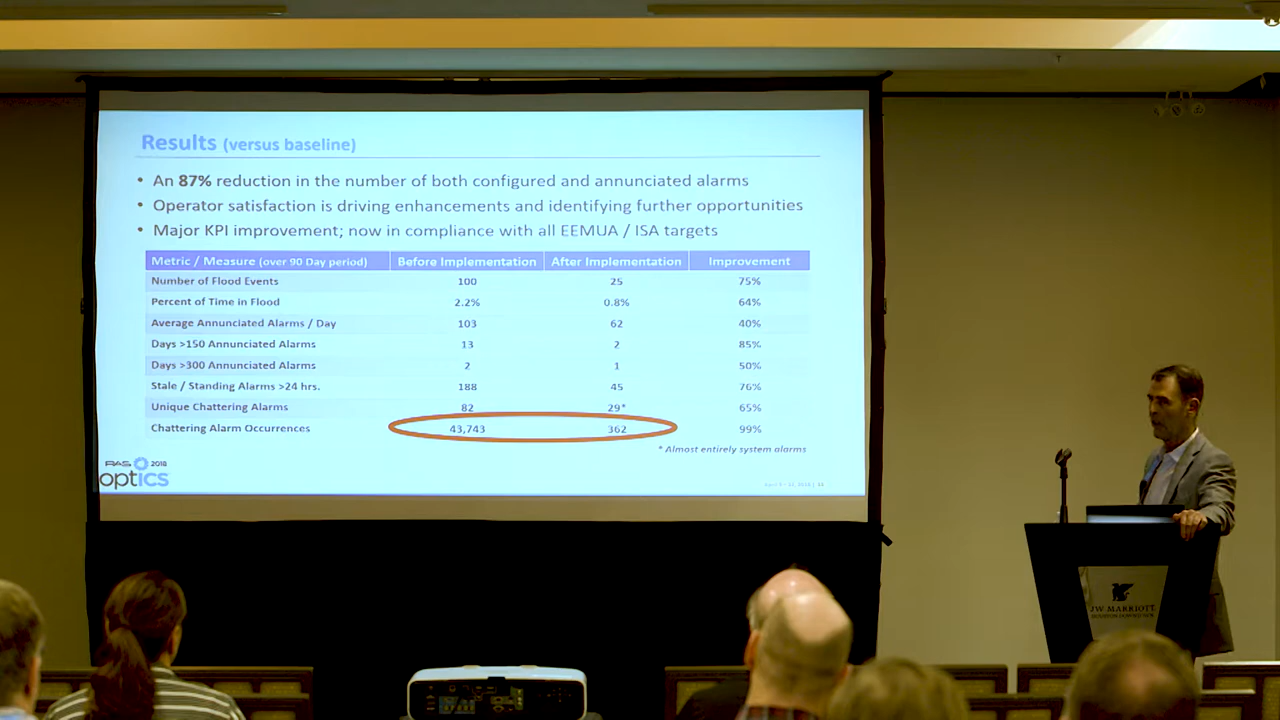 Results (versus baseline)
• An 87% reduction in the number of both configured and annunciated alarms
• Operator satisfaction is driving enhancements and identifying further opportunities
• Major KPI improvement; now in compliance with all EEMUA / ISA targets
Metric / Measure (over 90 Day period) Before Implementation After Implementation Improvement
Number of Flood Events 100 25 75%
Percent of Time in Flood 2.2% 0.8% 64%
Average Annunciated Alarms / Day 103 62 40%
Days >150 Annunciated Alarms 13 2 85%
Days >300 Annunciated Alarms 2 1 50%
Stale / Standing Alarms >24 hrs. 188 45 76%
Unique Chattering Alarms 82 29* 65%
Chattering Alarm Occurrences 43,743 362 99%
* Almost entirely system alarms
PAS 2018
optics
JW MARRIOTT